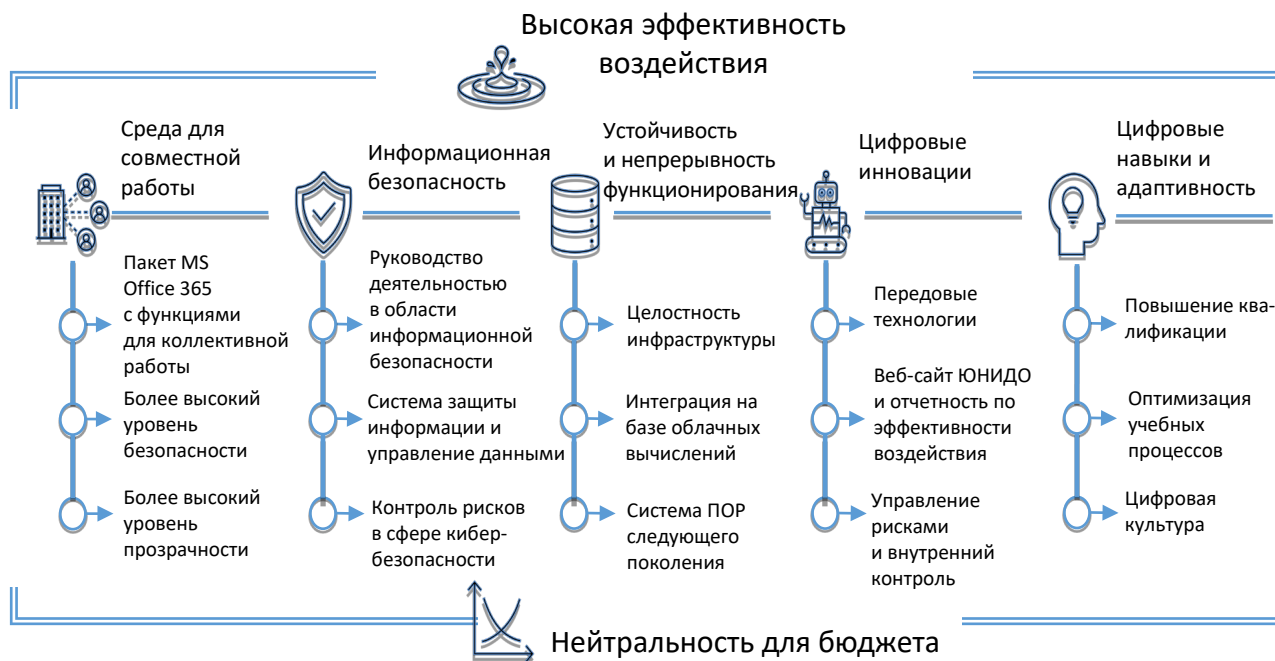 Высокая эффективность
воздействия
Среда для
совместной
работы
Пакет MS
Office 365
с функциями
для коллективной
работы
Более высокий
уровень
безопасности
Более высокий
уровень
прозрачности
Информационная
безопасность
Руководство
деятельностью
в области
информационной
безопасности
Система защиты
информации и
управление данными
Контроль рисков
в сфере кибер-
безопасности
Устойчивость
и непрерывность
функционирования
Целостность
инфраструктуры
Интеграция на
базе облачных
вычислений
Система ПОР
следующего
поколения
Цифровые
инновации
Передовые
технологии
Веб-сайт ЮНИДО
и отчетность по
эффективности
воздействия
Управление
рисками
и внутренний
контроль
Цифровые
навыки и
адаптивность
Повышение ква-
лификации
Оптимизация
учебных
процессов
Цифровая
культура
Нейтральность для бюджета